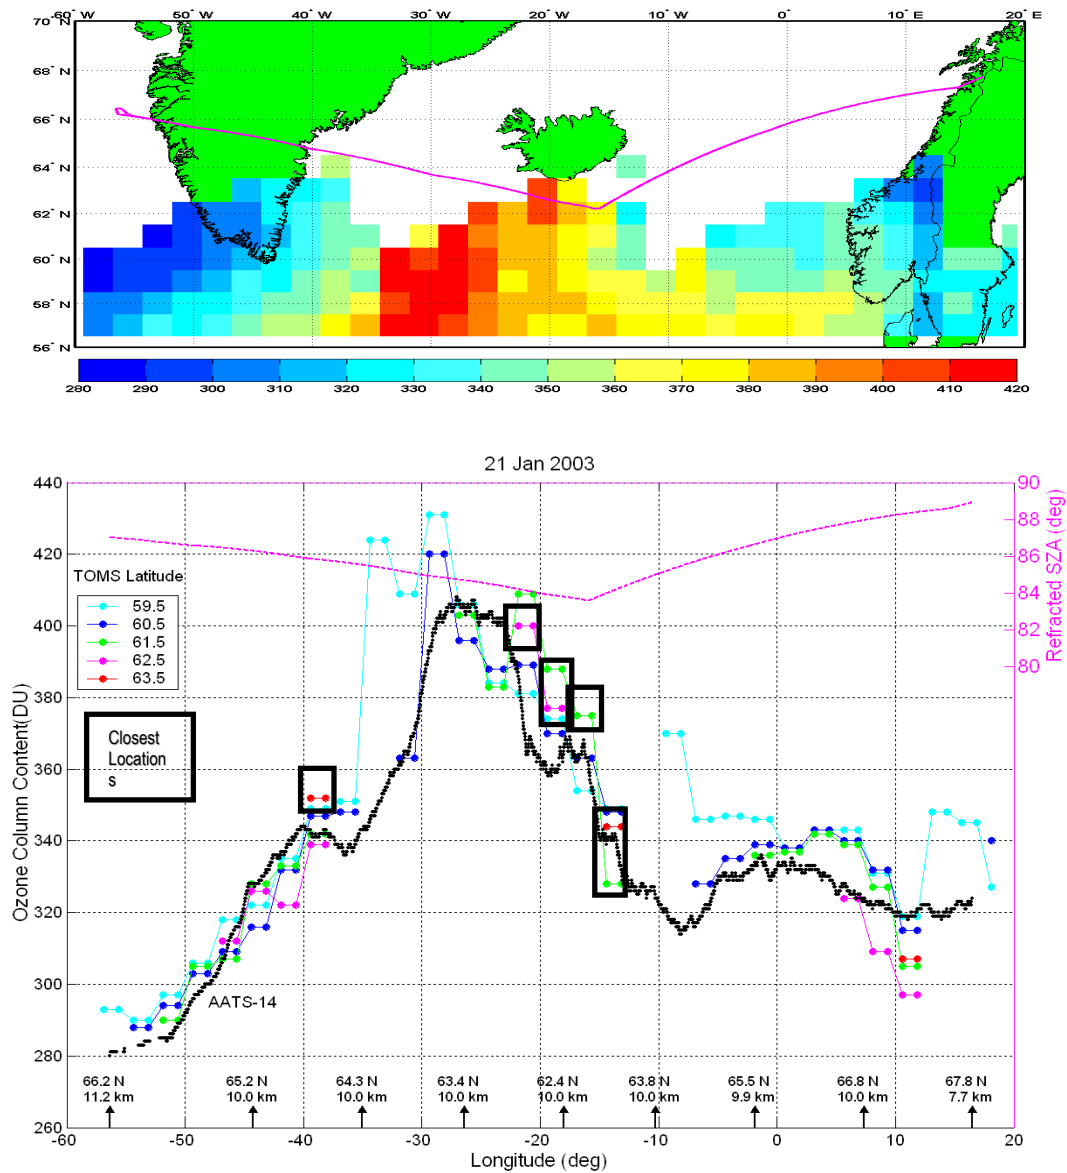 60° W 50° W 40° W 30° W 20° W 10° W 0° 10° E 20° E
70° N
68° N
66° N
64° N
62° N
60° N
58° N
56° N
280 290 300 310 320 330 340 350 360 370 380 390 400 410 420
21 Jan 2003
440
420
400
380
360
340
320
300
280
260
Ozone Column Content(DU)
90
88
86
84
82
80
Refracted SZA (deg)
TOMS Latitude
59.5
60.5
61.5
62.5
63.5
Closest
Location
s
AATS-14
66.2 N 65.2 N 64.3 N 63.4 N 62.4 N 63.8 N 65.5 N 66.8 N 67.8 N
11.2 km 10.0 km 10.0 km 10.0 km 10.0 km 10.0 km 9.9 km 10.0 km 7.7 km
-60 -50 -40 -30 -20 -10 0 10 20
Longitude (deg)